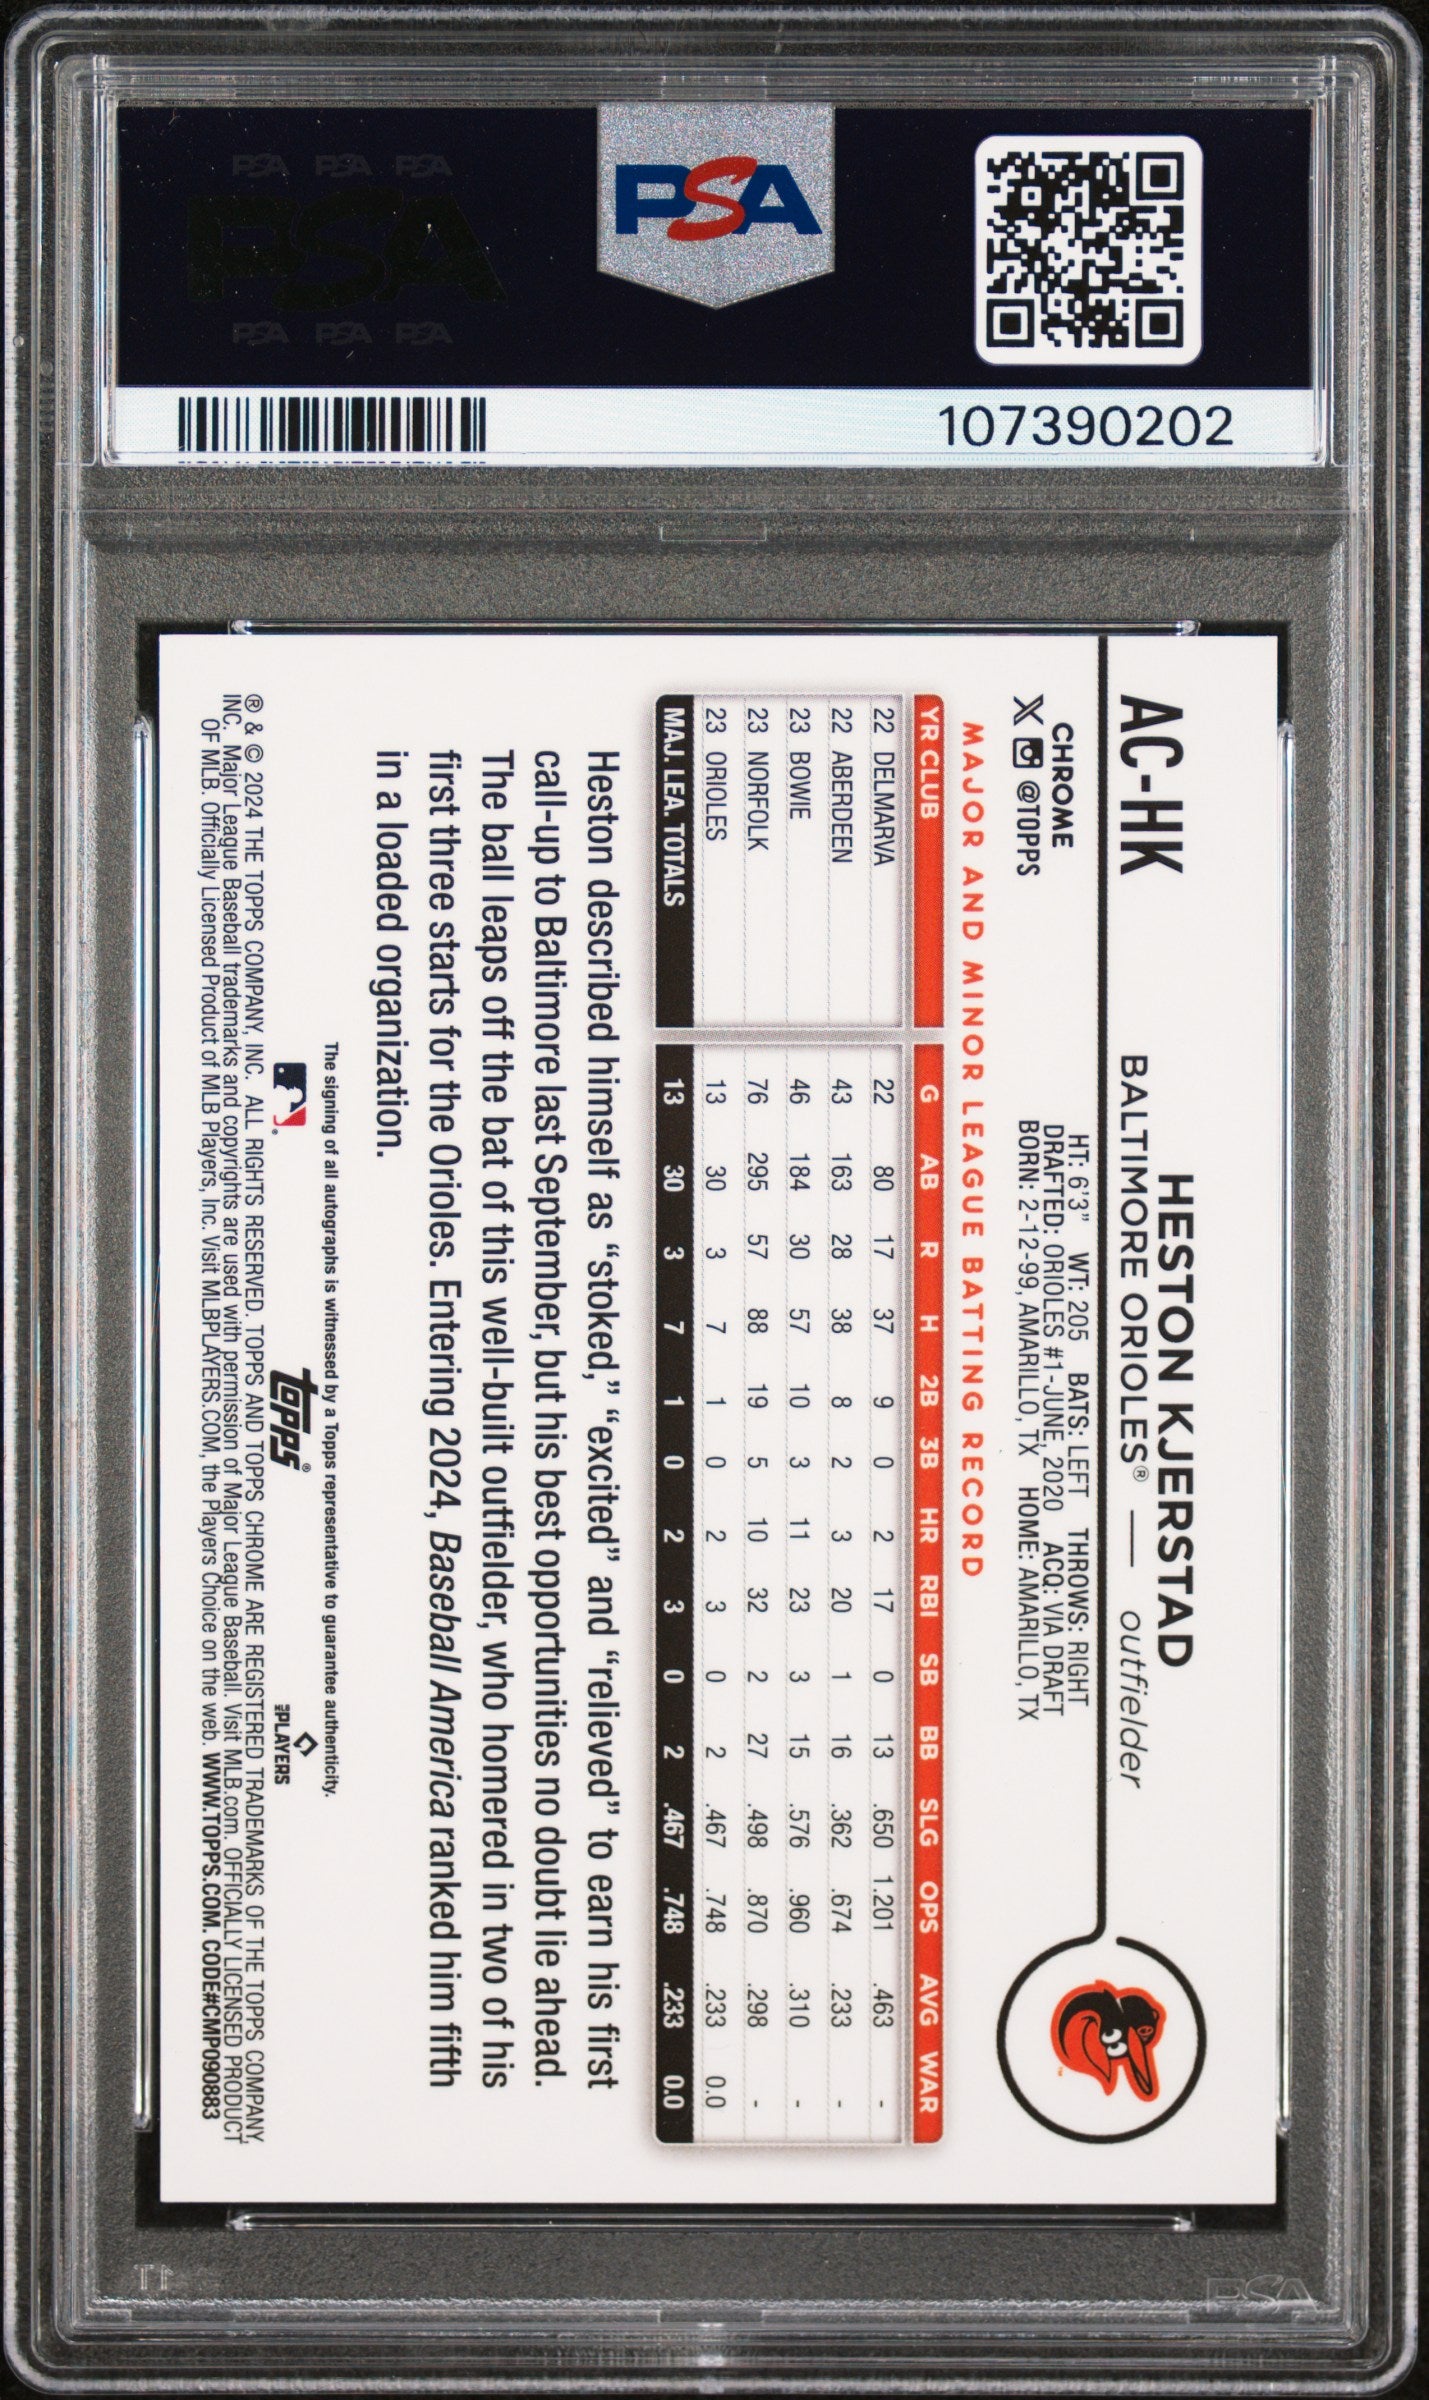 PSA PSA PSA
PSA
PSA PSA PSA
PSA
107390202
AC-HK
HESTON KJERSTAD
BALTIMORE ORIOLES® — outfielder
CHROME
X @TOPPS
HT: 6'3" WT: 205 BATS: LEFT THROWS: RIGHT
DRAFTED: ORIOLES #1-JUNE, 2020 ACQ: VIA DRAFT
BORN: 2-12-99, AMARILLO, TX HOME: AMARILLO, TX
MAJOR AND MINOR LEAGUE BATTING RECORD
YR CLUB G AB R H 2B 3B HR RBI SB BB SLG OPS AVG WAR
22 DELMARVA 22 80 17 37 9 0 2 17 0 13 .650 1.201 .463 -
22 ABERDEEN 43 163 28 38 8 2 3 20 1 16 .362 .674 .233 -
23 BOWIE 46 184 30 57 10 3 11 23 3 15 .576 .960 .310 -
23 NORFOLK 76 295 57 88 19 5 10 32 2 27 .498 .870 .298 -
23 ORIOLES 13 30 3 7 1 0 2 3 0 2 .467 .748 .233 0.0
MAJ. LEA. TOTALS 13 30 3 7 1 0 2 3 0 2 .467 .748 .233 0.0
Heston described himself as “stoked,” “excited” and “relieved” to earn his first
call-up to Baltimore last September, but his best opportunities no doubt lie ahead.
The ball leaps off the bat of this well-built outfielder, who homered in two of his
first three starts for the Orioles. Entering 2024, Baseball America ranked him fifth
in a loaded organization.
The signing of all autographs is witnessed by a Topps representative to guarantee authenticity.
topps®
MLB PLAYERS
® & © 2024 THE TOPPS COMPANY, INC. ALL RIGHTS RESERVED. TOPPS AND TOPPS CHROME ARE REGISTERED TRADEMARKS OF THE TOPPS COMPANY,
INC. Major League Baseball trademarks and copyrights are used with permission of Major League Baseball. Visit MLB.com. OFFICIALLY LICENSED PRODUCT
OF MLB. Officially Licensed Product of MLB Players, Inc. Visit MLBPLAYERS.COM, the Players Choice on the web. WWW.TOPPS.COM. CODE#CMP090883
PSA